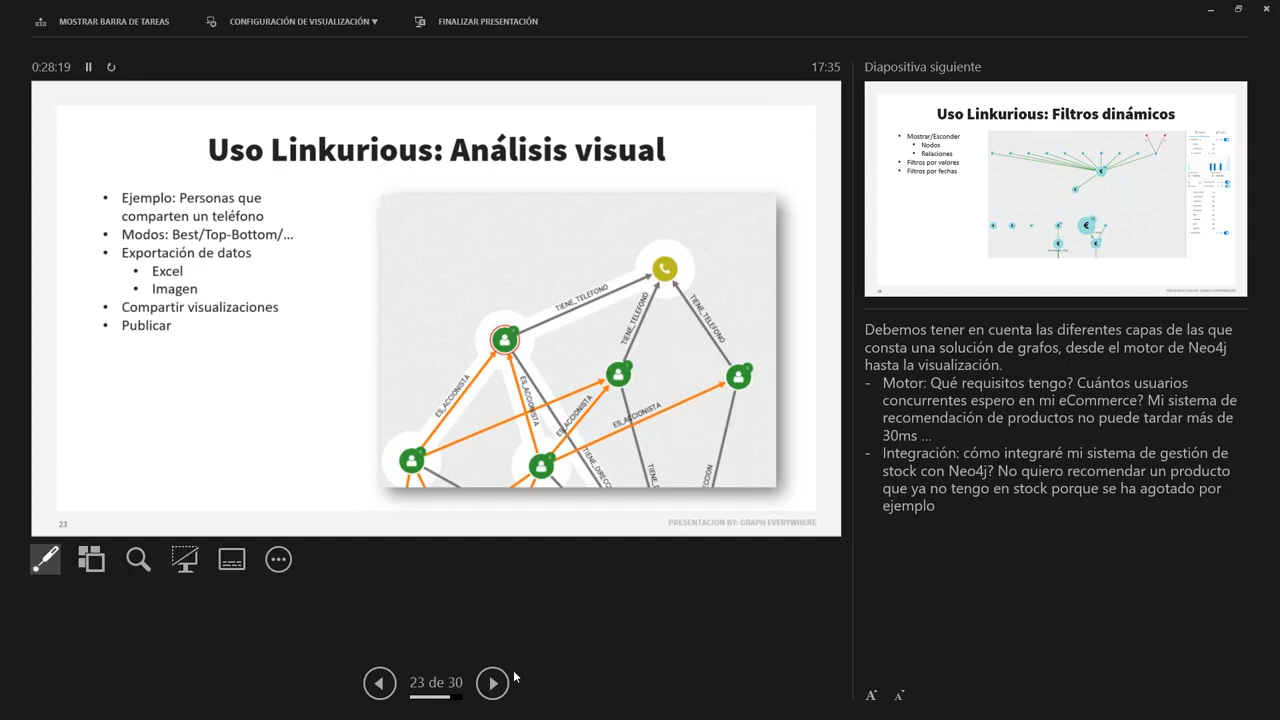 MOSTRAR BARRA DE TAREAS
CONFIGURACIÓN DE VISUALIZACIÓN ▼
FINALIZAR PRESENTACIÓN
0:28:19
17:35
Uso Linkurious: Análisis visual
• Ejemplo: Personas que
comparten un teléfono
• Modos: Best/Top-Bottom/...
• Exportación de datos
• Excel
• Imagen
• Compartir visualizaciones
• Publicar
TIENE_TELEFONO
TIENE_TELEFONO
TIENE_TELEFONO
ES_ACCIONISTA
ES_ACCIONISTA
ES_ACCIONISTA
ES_ACCIONISTA
23
PRESENTACION BY: GRAPH EVERYWHERE
23 de 30
Diapositiva siguiente
Uso Linkurious: Filtros dinámicos
• Mostrar/Esconder
• Nodos
• Relaciones
• Filtros por valores
• Filtros por fechas
Debemos tener en cuenta las diferentes capas de las que
consta una solución de grafos, desde el motor de Neo4j
hasta la visualización.
- Motor: Qué requisitos tengo? Cuántos usuarios
concurrentes espero en mi eCommerce? Mi sistema de
recomendación de productos no puede tardar más de
30ms ...
- Integración: cómo integraré mi sistema de gestión de
stock con Neo4j? No quiero recomendar un producto
que ya no tengo en stock porque se ha agotado por
ejemplo